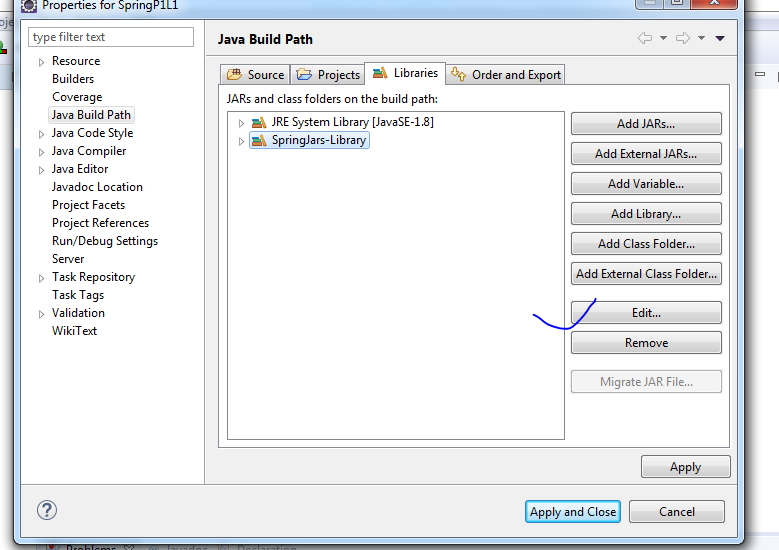 Properties for SpringP1L1
type filter text
Resource
Builders
Coverage
Java Build Path
Java Code Style
Java Compiler
Java Editor
Javadoc Location
Project Facets
Project References
Run/Debug Settings
Server
Task Repository
Task Tags
Validation
WikiText
Java Build Path
Source
Projects
Libraries
Order and Export
JARs and class folders on the build path:
JRE System Library [JavaSE-1.8]
SpringJars-Library
Add JARs...
Add External JARs...
Add Variable...
Add Library...
Add Class Folder...
Add External Class Folder...
Edit...
Remove
Migrate JAR File...
Apply
?
Apply and Close
Cancel
Problems
Javadoc
Declaration